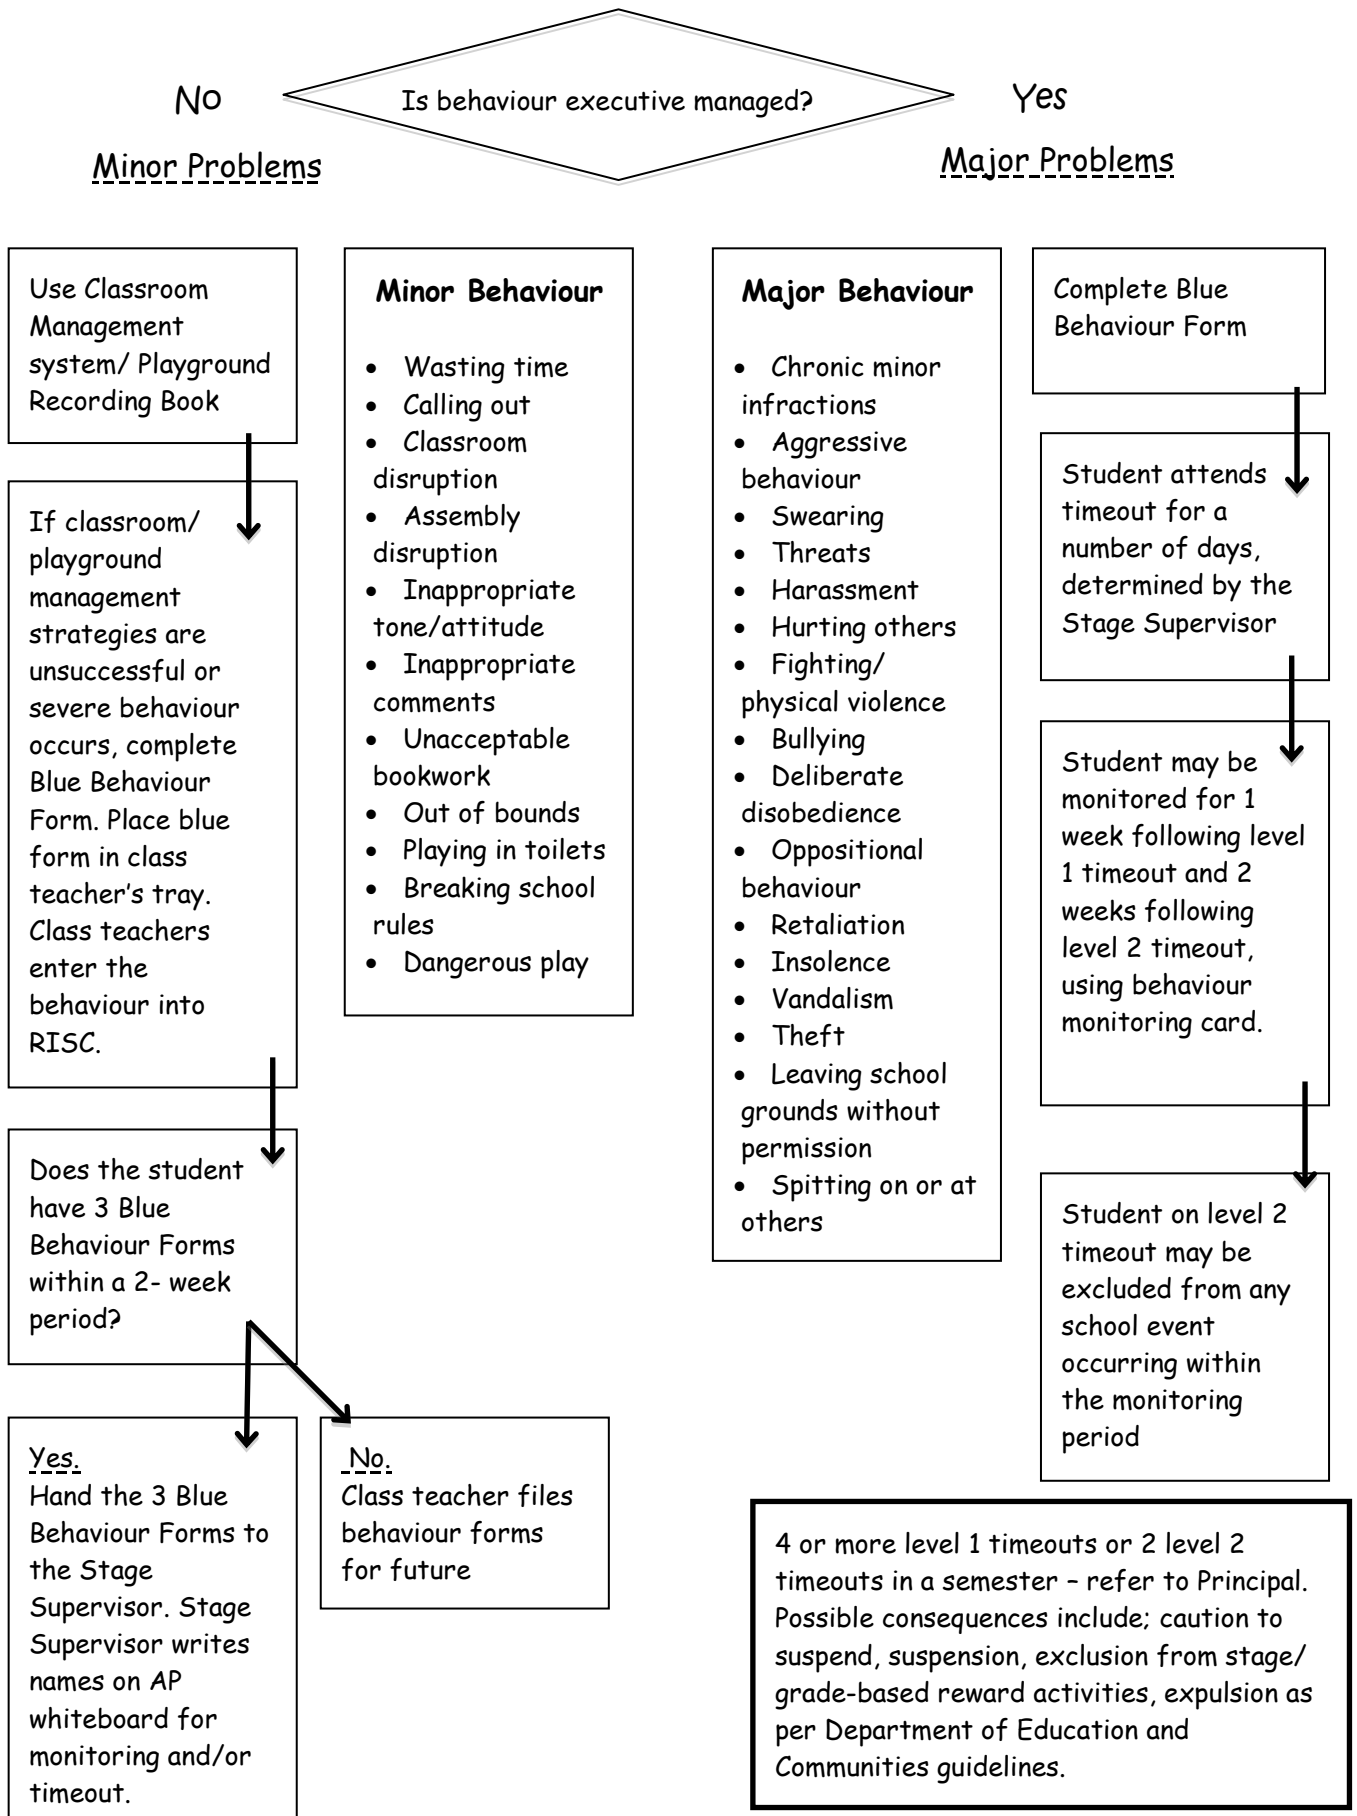 Is behaviour executive managed?
No
Minor Problems
Yes
Major Problems
Use Classroom
Management
system/ Playground
Recording Book
If classroom/
playground
management
strategies are
unsuccessful or
severe behaviour
occurs, complete
Blue Behaviour
Form. Place blue
form in class
teacher’s tray.
Class teachers
enter the
behaviour into
RISC.
Does the student
have 3 Blue
Behaviour Forms
within a 2- week
period?
Yes.
Hand the 3 Blue
Behaviour Forms to
the Stage
Supervisor. Stage
Supervisor writes
names on AP
whiteboard for
monitoring and/or
timeout.
No.
Class teacher files
behaviour forms
for future
Minor Behaviour
• Wasting time
• Calling out
• Classroom
disruption
• Assembly
disruption
• Inappropriate
tone/attitude
• Inappropriate
comments
• Unacceptable
bookwork
• Out of bounds
• Playing in toilets
• Breaking school
rules
• Dangerous play
Major Behaviour
• Chronic minor
infractions
• Aggressive
behaviour
• Swearing
• Threats
• Harassment
• Hurting others
• Fighting/
physical violence
• Bullying
• Deliberate
disobedience
• Oppositional
behaviour
• Retaliation
• Insolence
• Vandalism
• Theft
• Leaving school
grounds without
permission
• Spitting on or at
others
Complete Blue
Behaviour Form
Student attends
timeout for a
number of days,
determined by the
Stage Supervisor
Student may be
monitored for 1
week following level
1 timeout and 2
weeks following
level 2 timeout,
using behaviour
monitoring card.
Student on level 2
timeout may be
excluded from any
school event
occurring within
the monitoring
period
4 or more level 1 timeouts or 2 level 2
timeouts in a semester – refer to Principal.
Possible consequences include; caution to
suspend, suspension, exclusion from stage/
grade-based reward activities, expulsion as
per Department of Education and
Communities guidelines.